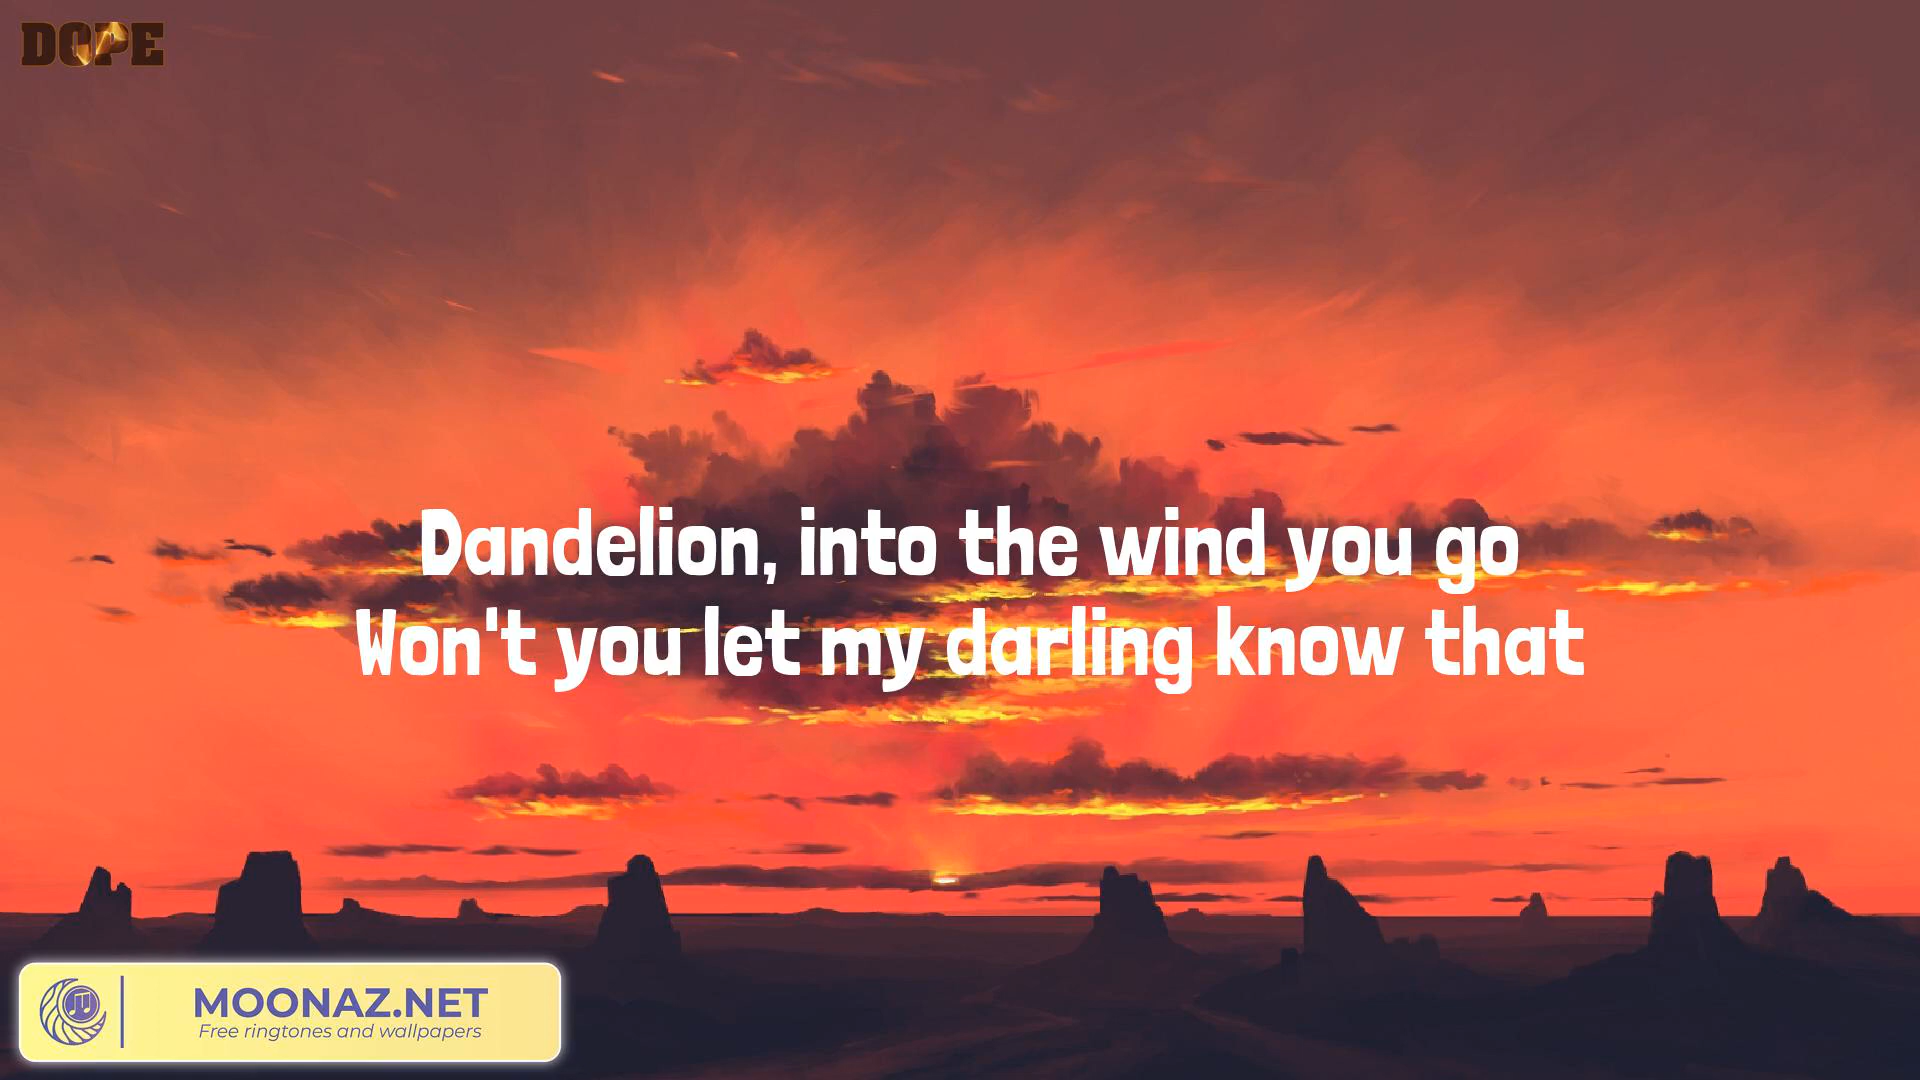 DOPE
Dandelion, into the wind you go
Won't you let my darling know that
MOONAZ.NET
Free ringtones and wallpapers